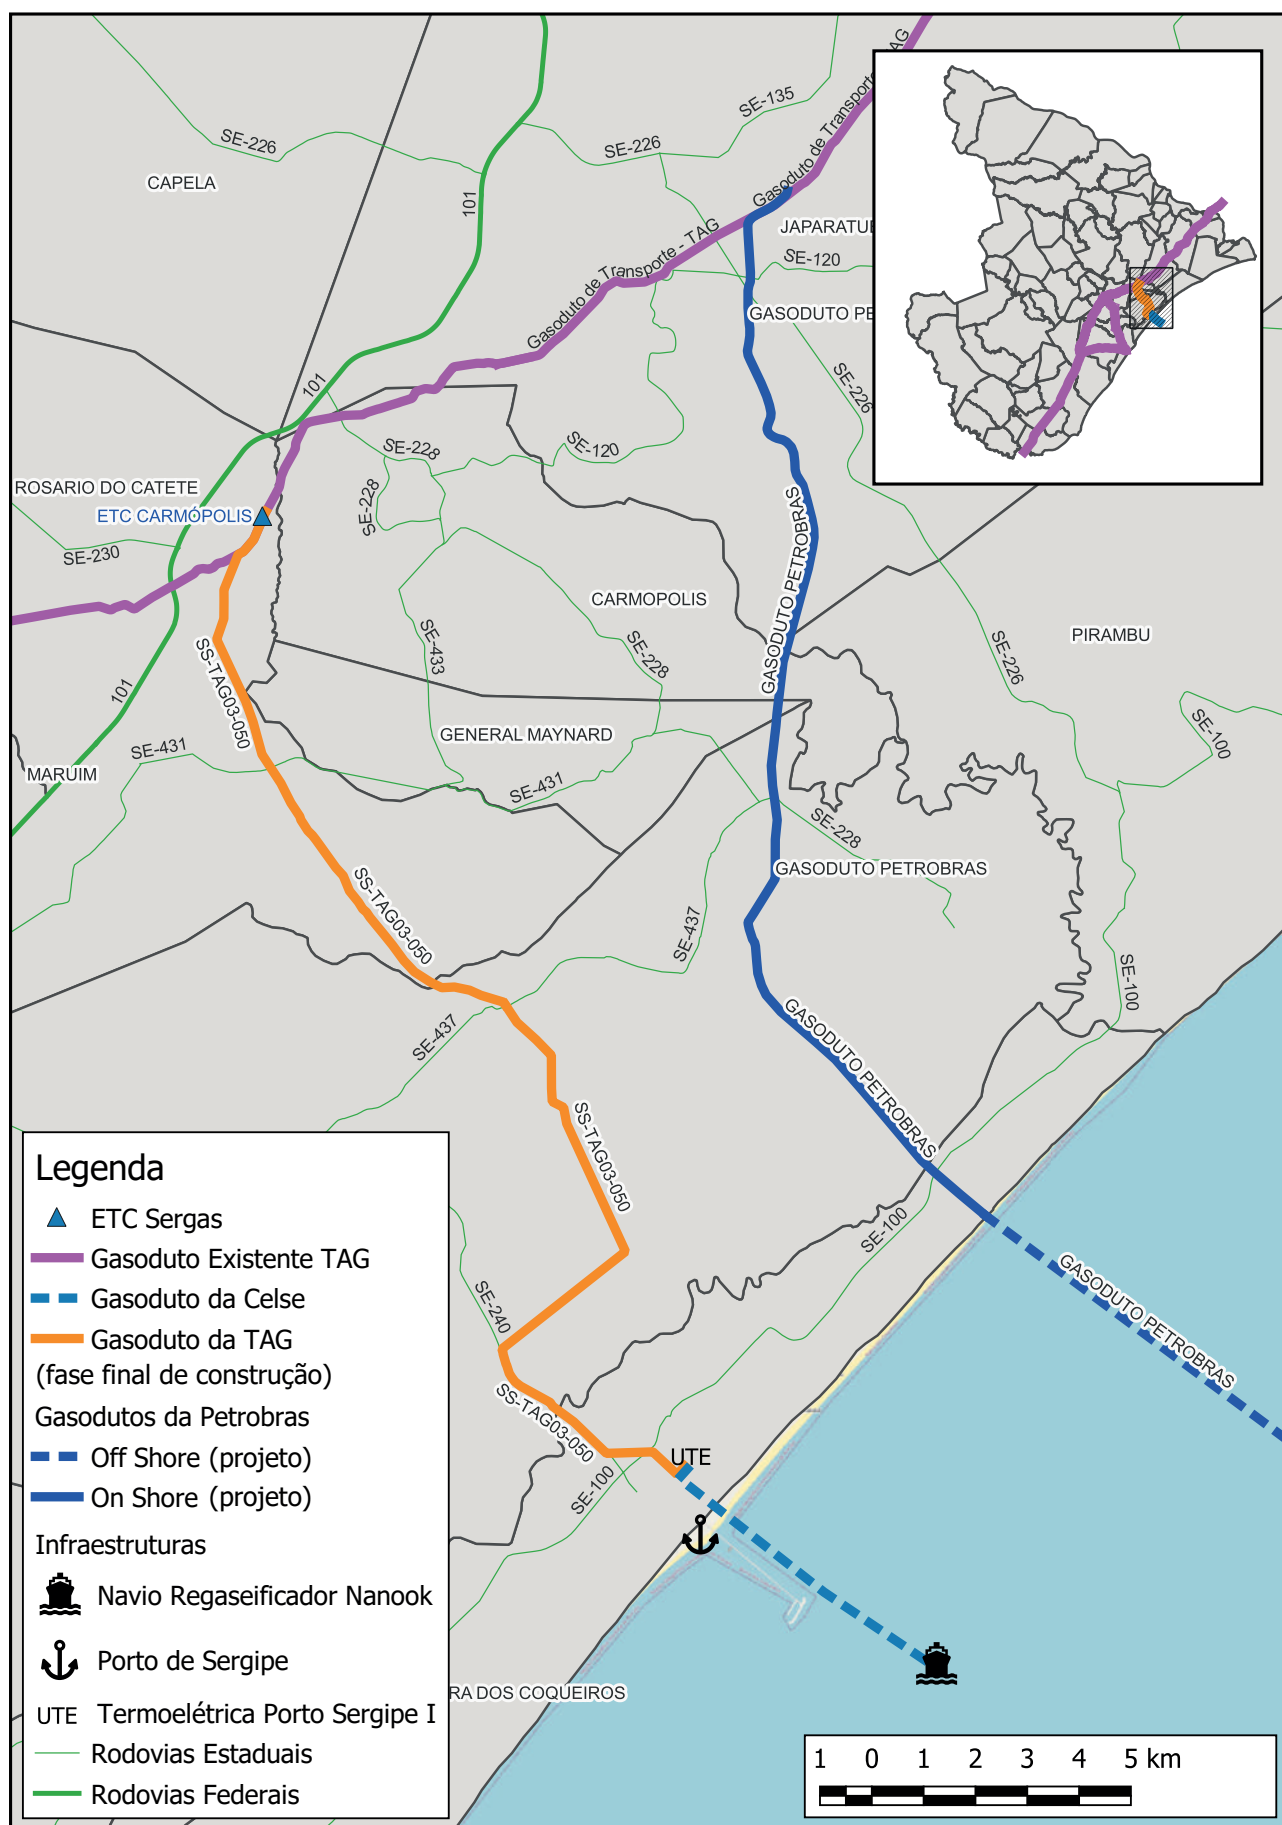 Gasoduto de Transporte - TAG
SE-135
SE-226
SE-226
CAPELA
101
JAPARATUB
Gasoduto de Transporte - TAG
SE-120
GASODUTO PE
101
SE-226
SE-228
SE-120
SE-228
ROSARIO DO CATETE
ETC CARMÓPOLIS
SE-230
GASODUTO PETROBRAS
CARMOPOLIS
SE-433
SE-228
PIRAMBU
SE-226
101
SS-TAG03-050
SE-100
GENERAL MAYNARD
SE-431
MARUIM
SE-431
SE-228
GASODUTO PETROBRAS
SS-TAG03-050
SE-437
SE-100
SE-437
GASODUTO PETROBRAS
SS-TAG03-050
SE-100
GASODUTO PETROBRAS
SE-240
SS-TAG03-050
UTE
SE-100
RA DOS COQUEIROS
Legenda
ETC Sergas
Gasoduto Existente TAG
Gasoduto da Celse
Gasoduto da TAG
(fase final de construção)
Gasodutos da Petrobras
Off Shore (projeto)
On Shore (projeto)
Infraestruturas
Navio Regaseificador Nanook
Porto de Sergipe
UTE Termoelétrica Porto Sergipe I
Rodovias Estaduais
Rodovias Federais
1 0 1 2 3 4 5 km